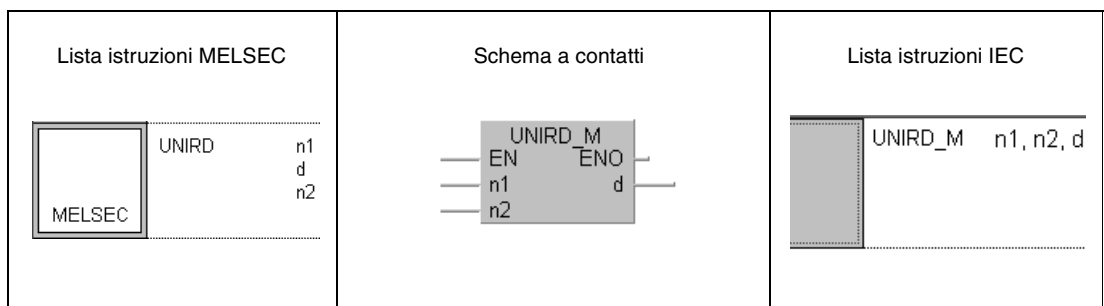 Lista istruzioni MELSEC
MELSEC
UNIRD n1
d
n2
Schema a contatti
UNIRD_M
EN ENO
n1 d
n2
Lista istruzioni IEC
UNIRD_M n1, n2, d